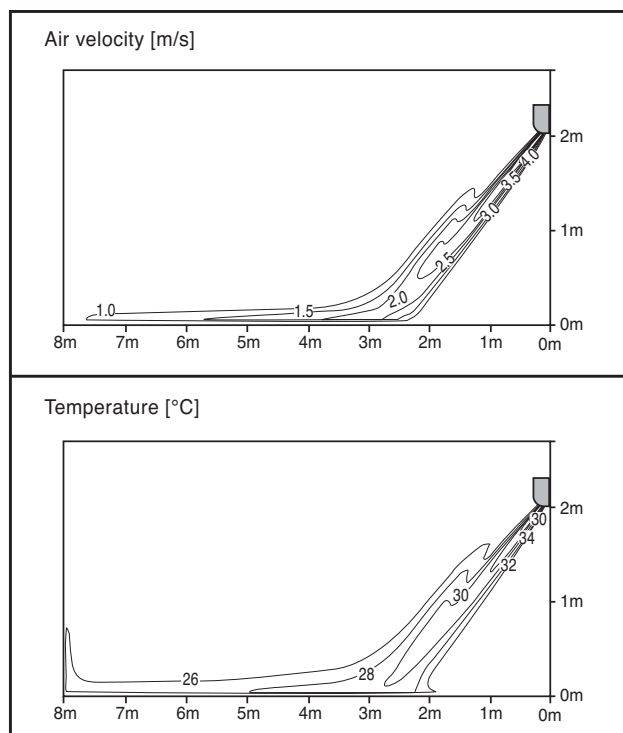 Air velocity [m/s]
2m
4.0
3.5
3.0
1m
2.5
2.0
1.0
1.5
0m
8m 7m 6m 5m 4m 3m 2m 1m 0m
Temperature [°C]
2m
30
34
32
1m
30
28
26
0m
8m 7m 6m 5m 4m 3m 2m 1m 0m